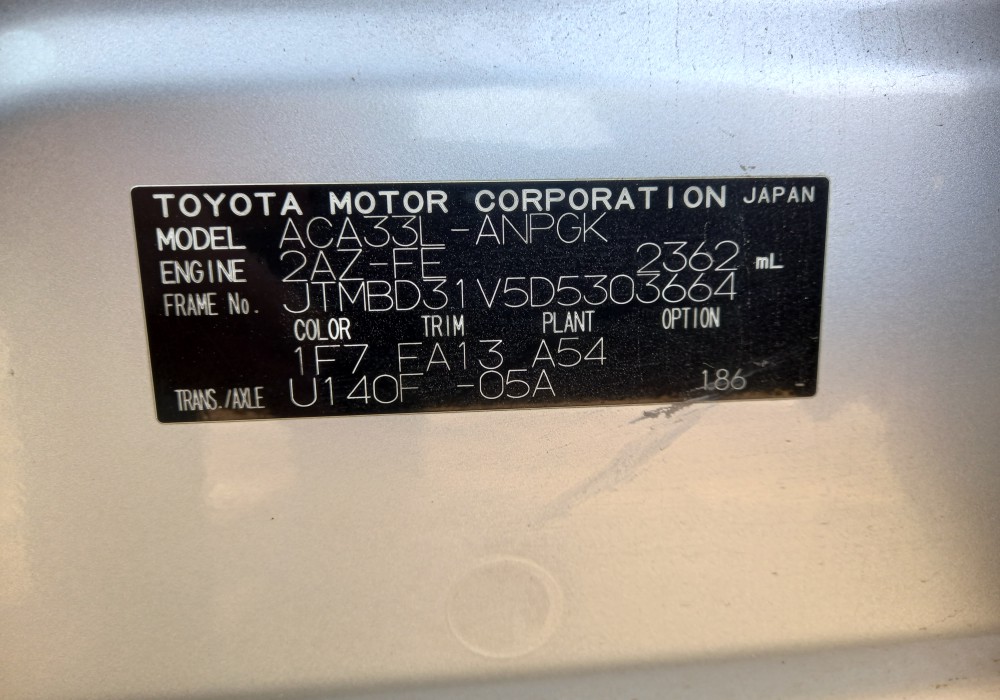 TOYOTA MOTOR CORPORATION JAPAN
MODEL ACA33L-ANPGK
ENGINE 2AZ-FE 2362 mL
FRAME No. JTMBD31V5D5303664
COLOR TRIM PLANT OPTION
1F7 EA13 A54
TRANS./AXLE U140F -05A 186